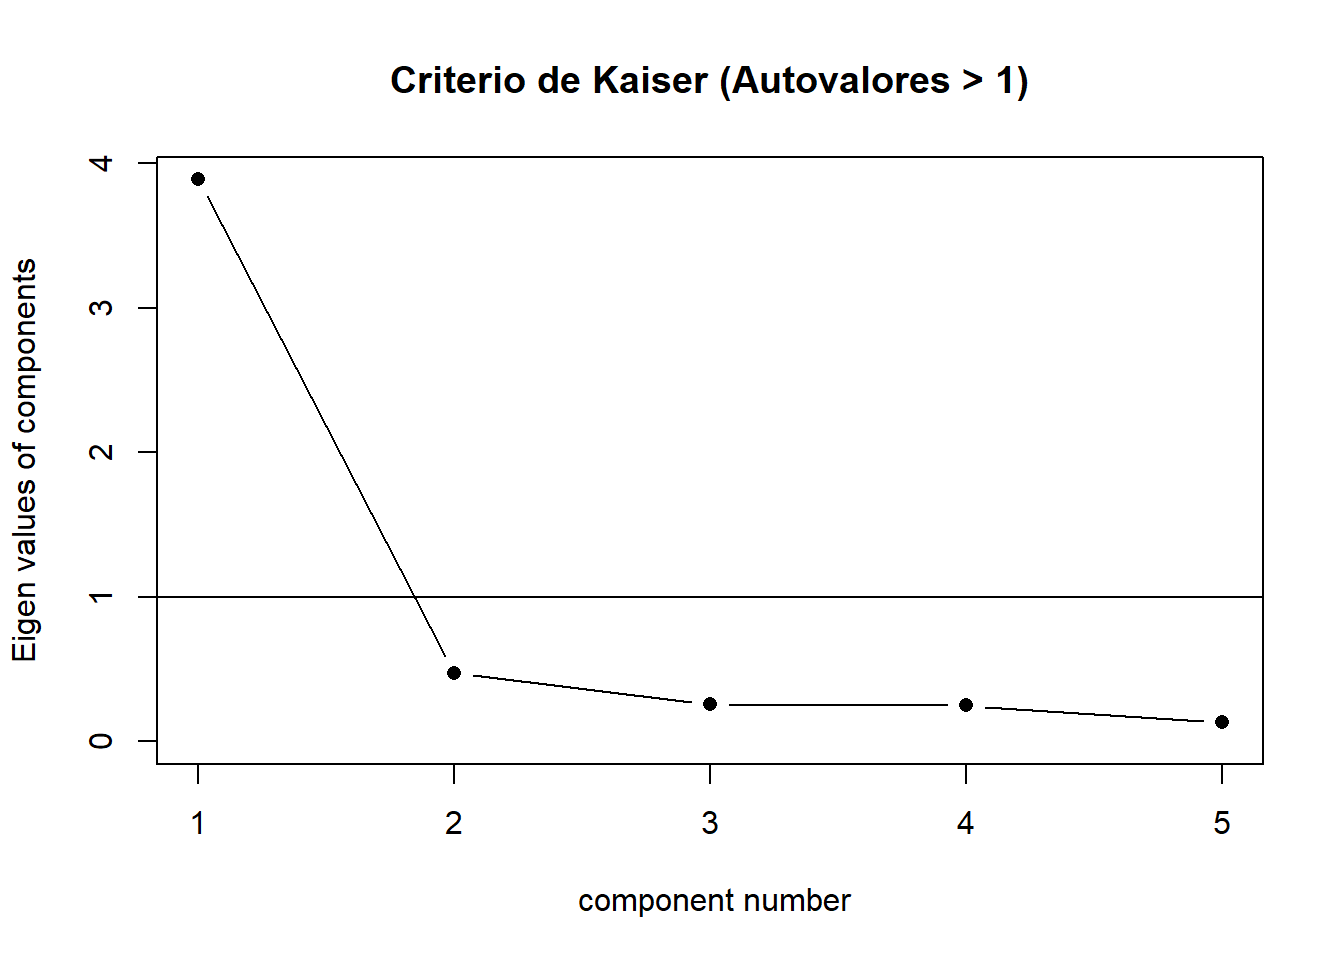 Criterio de Kaiser (Autovalores > 1)
Eigen values of components
4
3
2
1
0
1 2 3 4 5
component number